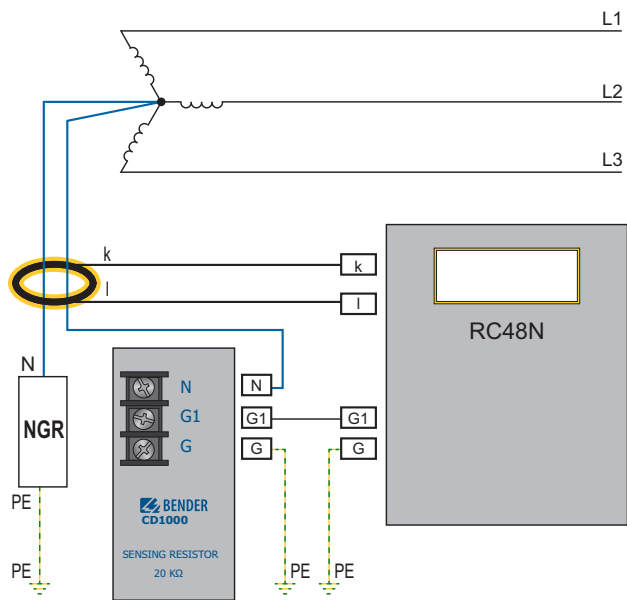 L1
L2
L3
k
k
l
l
RC48N
N
N
N
NGR
G1
G1
G1
G
G
G
PE
BENDER
CD1000
SENSING RESISTOR
20 KΩ
PE
PE
PE